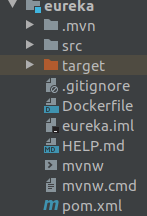 eureka
.mvn
src
target
.gitignore
Dockerfile
eureka.iml
HELP.md
mvnw
mvnw.cmd
pom.xml